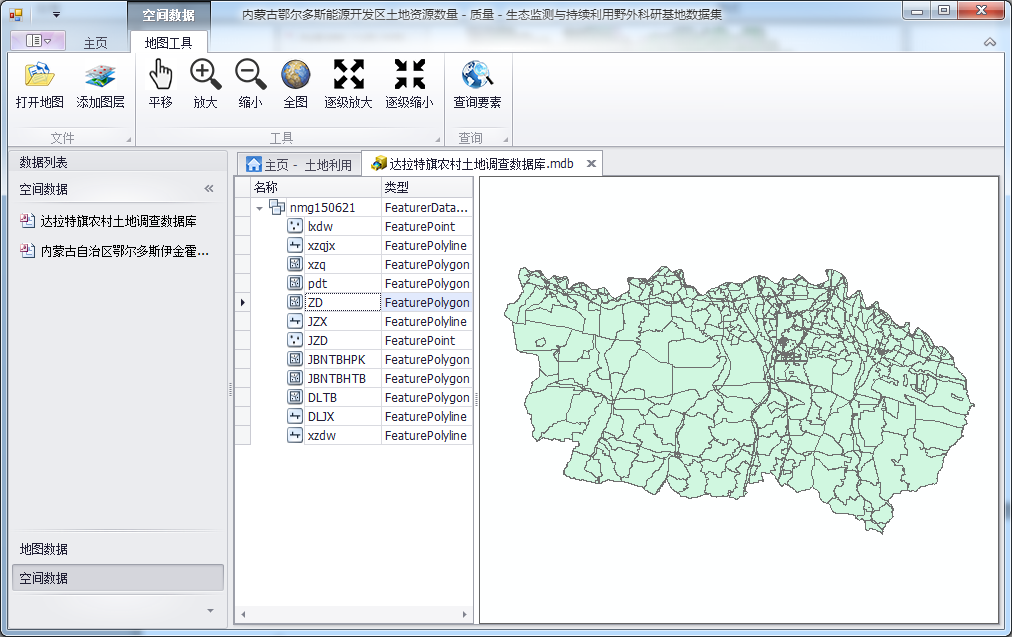 空间数据
内蒙古鄂尔多斯能源开发区土地资源数量 - 质量 - 生态监测与持续利用野外科研基地数据集
主页
地图工具
打开地图
添加图层
平移
放大
缩小
全图
逐级放大
逐级缩小
查询要素
文件
工具
查询
数据列表
空间数据
达拉特旗农村土地调查数据库
内蒙古自治区鄂尔多斯伊金霍...
地图数据
空间数据
主页 - 土地利用
达拉特旗农村土地调查数据库.mdb
名称 类型
nmg150621 FeaturerData...
lxdw FeaturePoint
xzqjx FeaturePolyline
xzq FeaturePolygon
pdt FeaturePolygon
ZD FeaturePolygon
JZX FeaturePolyline
JZD FeaturePoint
JBNTBHPK FeaturePolygon
JBNTBHTB FeaturePolygon
DLTB FeaturePolygon
DLJX FeaturePolyline
xzdw FeaturePolyline